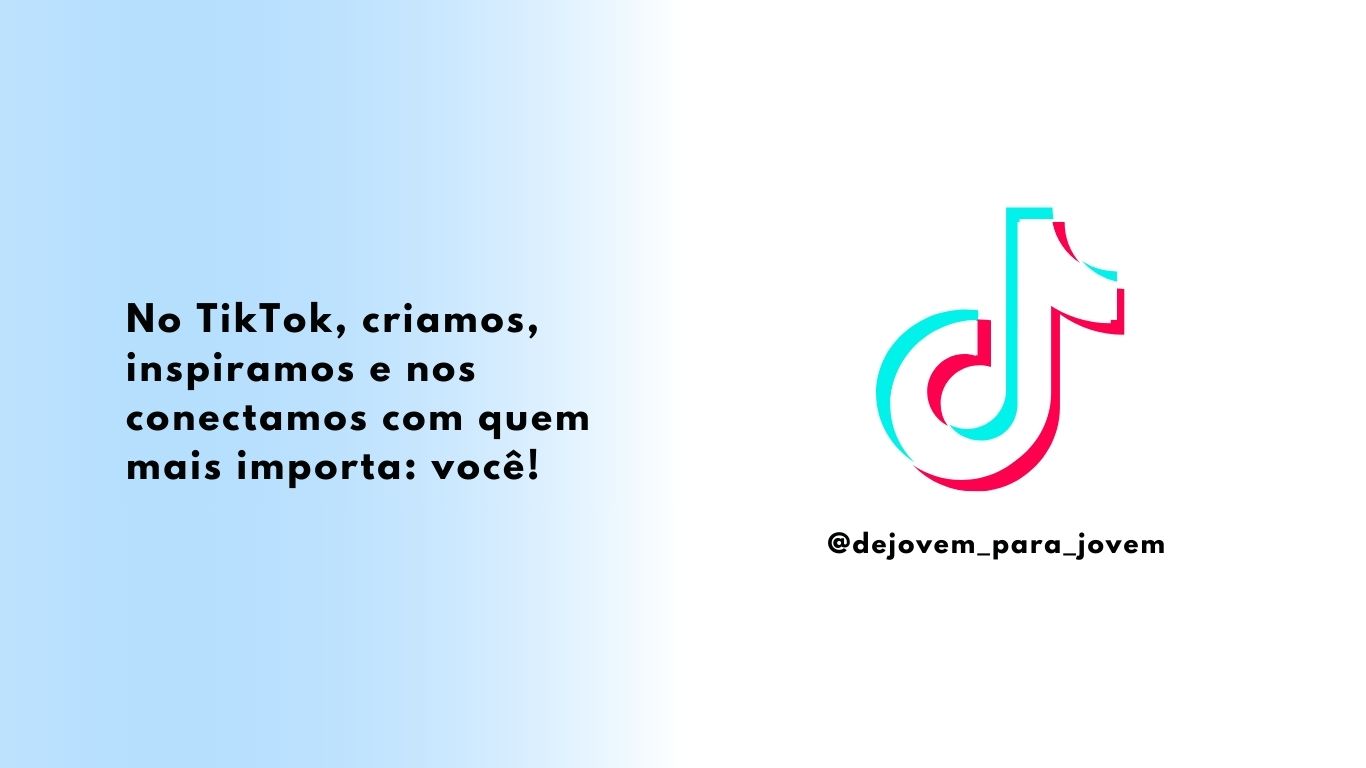 No TikTok, criamos,
inspiramos e nos
conectamos com quem
mais importa: você!
@dejovem_para_jovem